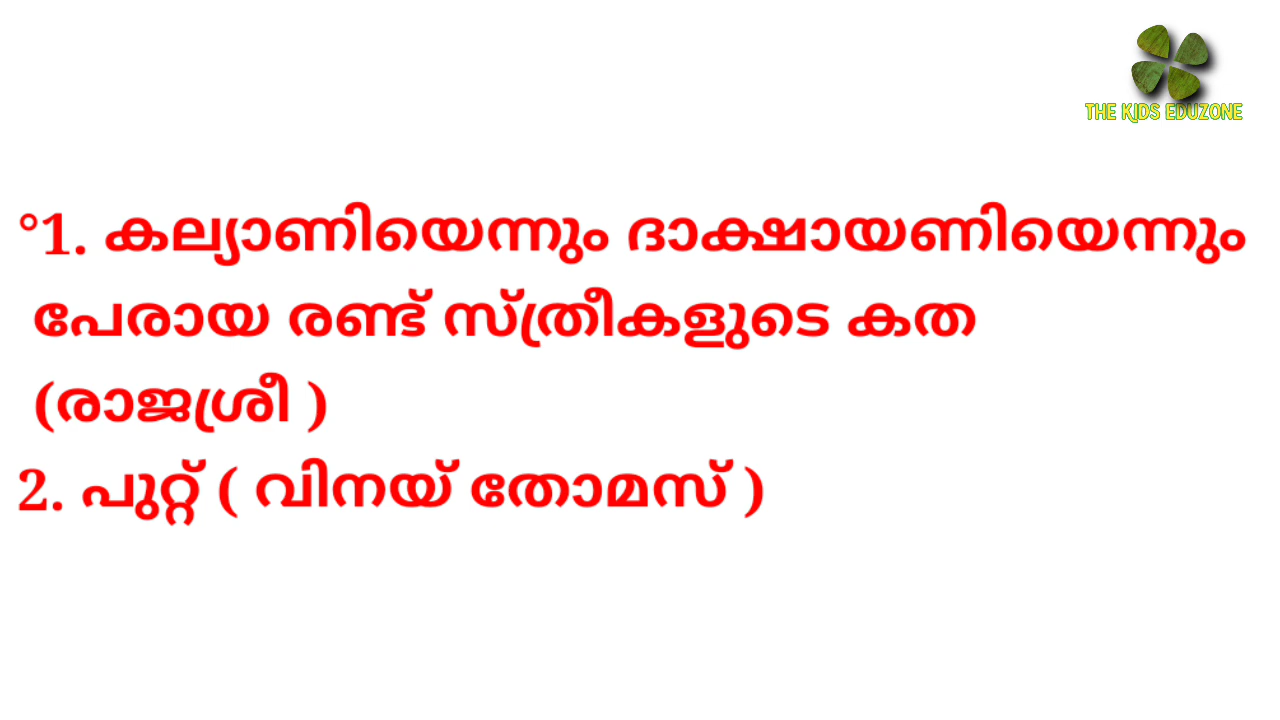 THE KIDS EDUZONE
°1. കല്യാണിയെന്നും ദാക്ഷായണിയെന്നും
പേരായ രണ്ട് സ്ത്രീകളുടെ കത
(രാജശ്രീ )
2. പുറ്റ് ( വിനയ് തോമസ് )